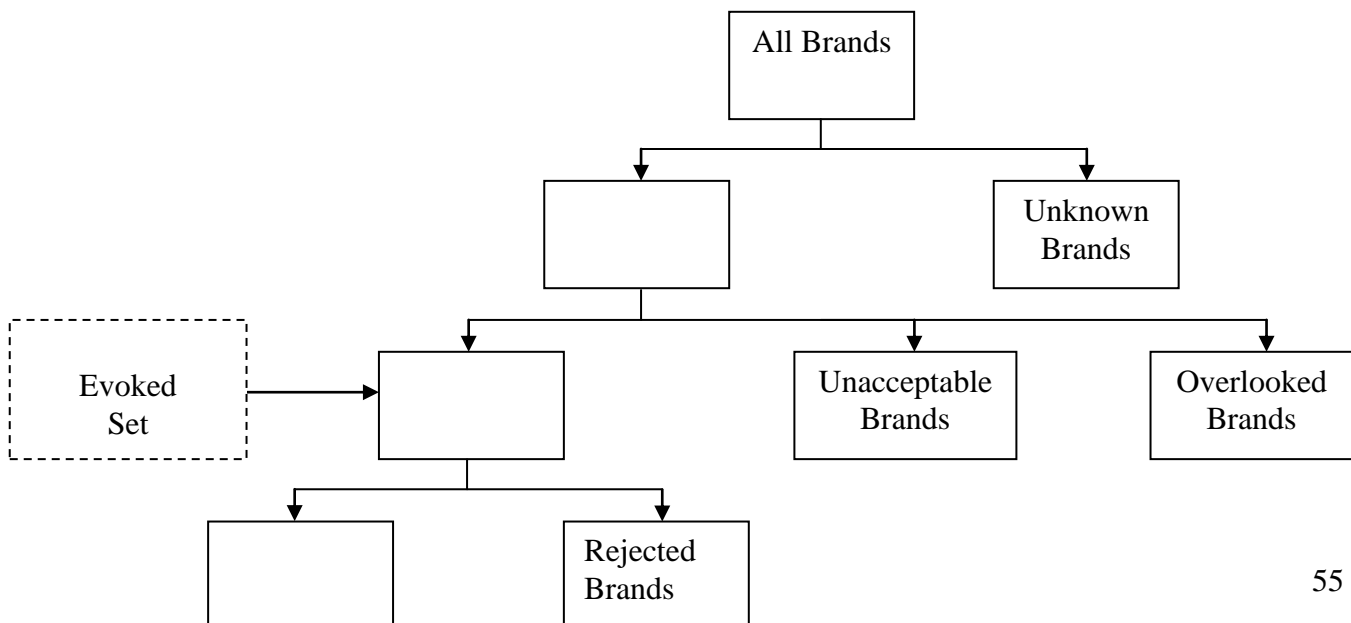 All Brands
Unknown
Brands
Evoked
Set
Unacceptable
Brands
Overlooked
Brands
Rejected
Brands
55